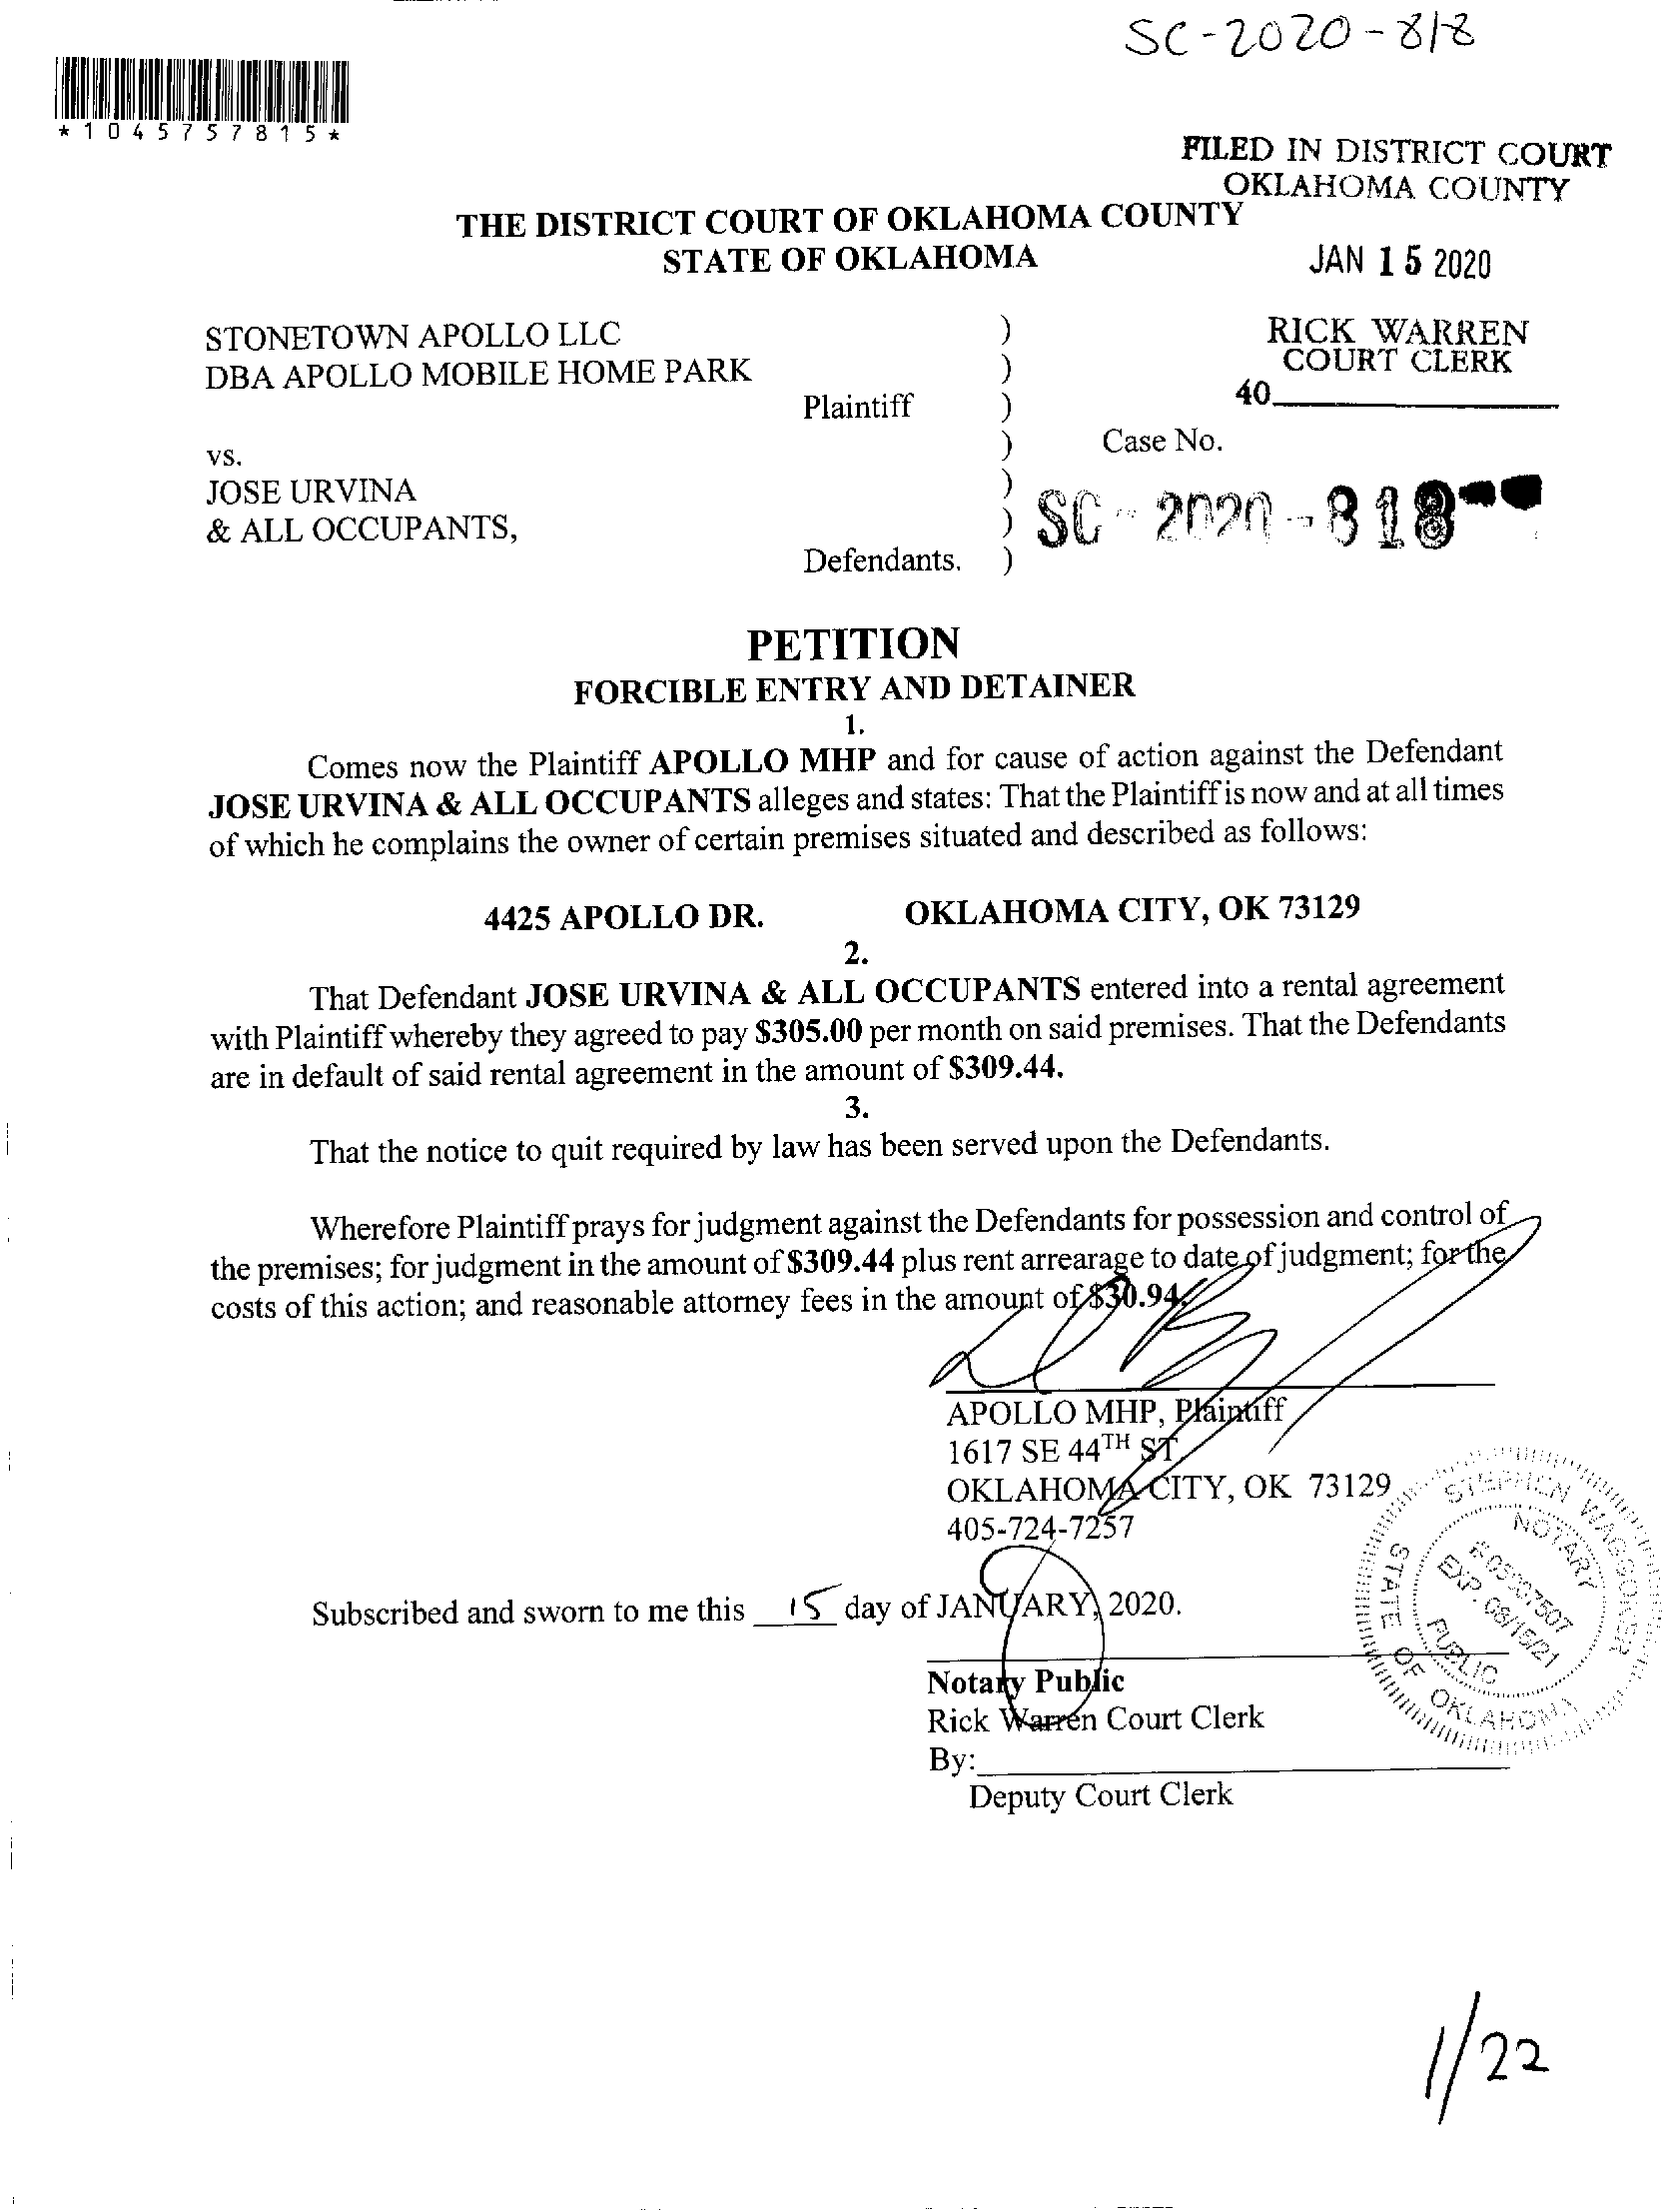 SC-2020-818
*1045757815*
FILED IN DISTRICT COURT
OKLAHOMA COUNTY
THE DISTRICT COURT OF OKLAHOMA COUNTY
STATE OF OKLAHOMA
JAN 15 2020
STONETOWN APOLLO LLC )
DBA APOLLO MOBILE HOME PARK )
Plaintiff )
RICK WARREN
COURT CLERK
40
)
vs.
JOSE URVINA )
& ALL OCCUPANTS, )
Defendants. )
Case No.
SC-2020-818
PETITION
FORCIBLE ENTRY AND DETAINER
1.
Comes now the Plaintiff APOLLO MHP and for cause of action against the Defendant
JOSE URVINA & ALL OCCUPANTS alleges and states: That the Plaintiff is now and at all times
of which he complains the owner of certain premises situated and described as follows:
4425 APOLLO DR. OKLAHOMA CITY, OK 73129
2.
That Defendant JOSE URVINA & ALL OCCUPANTS entered into a rental agreement
with Plaintiff whereby they agreed to pay $305.00 per month on said premises. That the Defendants
are in default of said rental agreement in the amount of $309.44.
3.
That the notice to quit required by law has been served upon the Defendants.
Wherefore Plaintiff prays for judgment against the Defendants for possession and control of
the premises; for judgment in the amount of $309.44 plus rent arrearage to date of judgment; for the
costs of this action; and reasonable attorney fees in the amount of $30.94.
APOLLO MHP, Plaintiff
1617 SE 44TH ST
OKLAHOMA CITY, OK 73129
405-724-7257
STEPHEN WAGGONER
NOTARY
PUBLIC
EXP. 08/15/21
STATE OF OKLAHOMA
Subscribed and sworn to me this 15 day of JANUARY, 2020.
Notary Public
Rick Warren Court Clerk
By:
Deputy Court Clerk
1/22